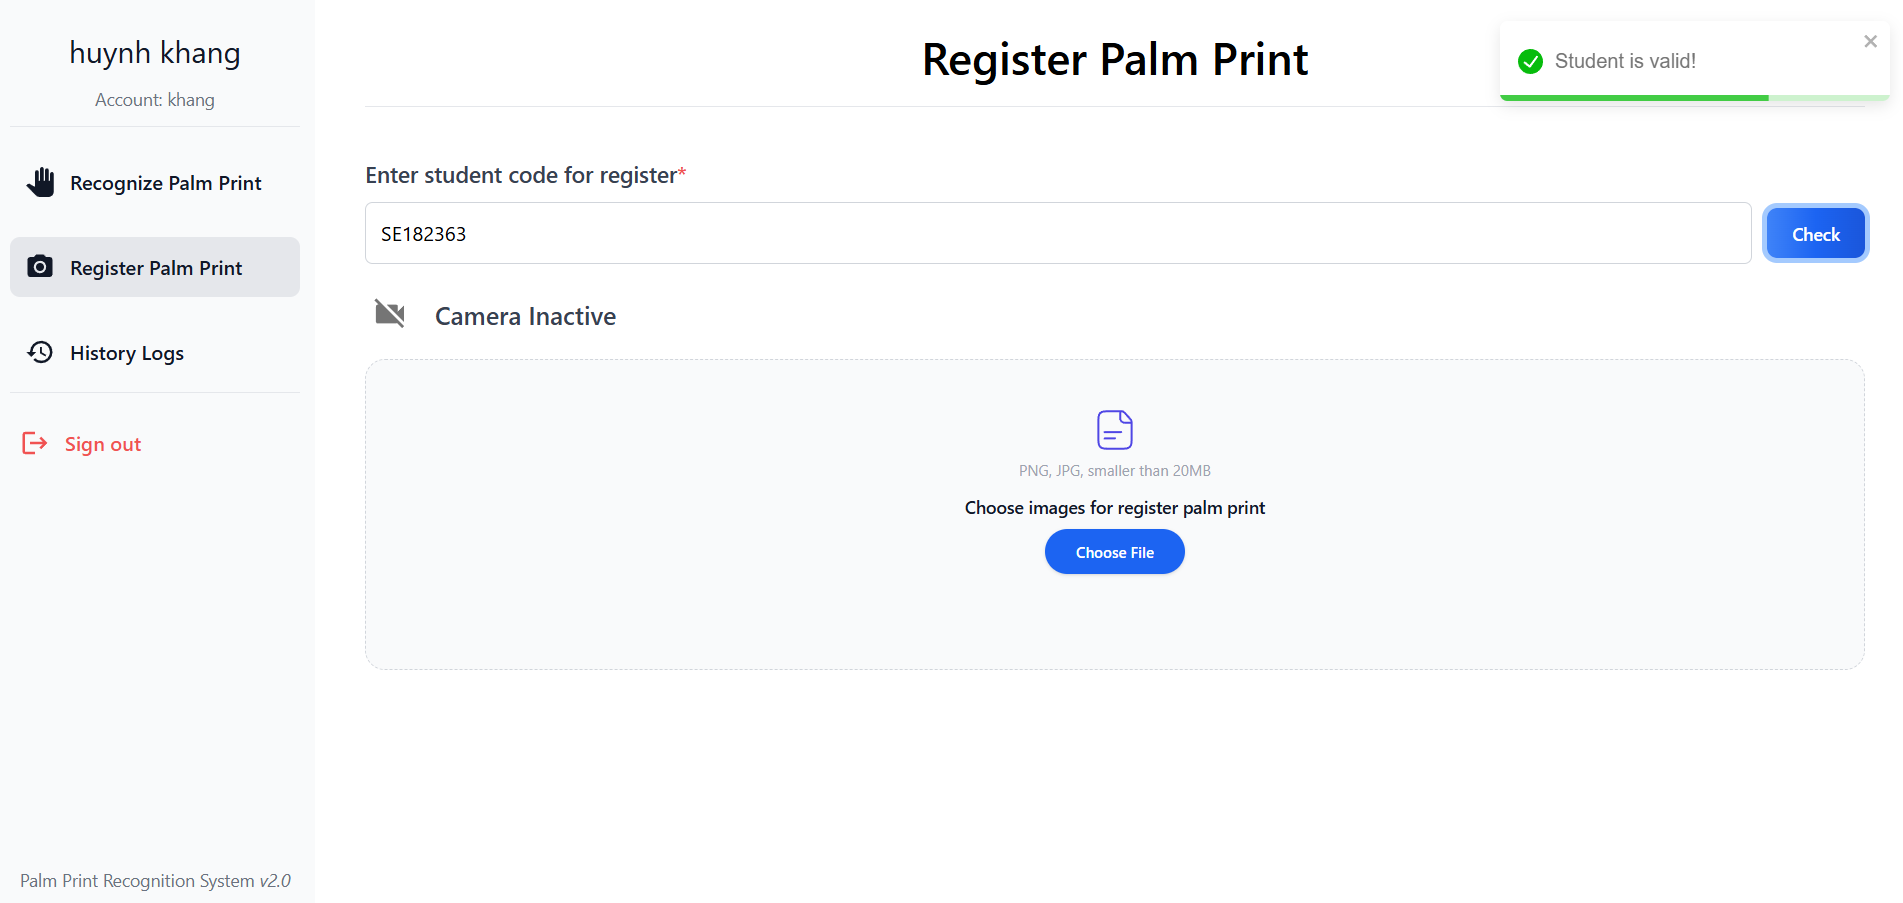 huynh khang
Account: khang
Recognize Palm Print
Register Palm Print
History Logs
Sign out
Palm Print Recognition System v2.0
Register Palm Print
Student is valid!
Enter student code for register*
SE182363
Check
Camera Inactive
PNG, JPG, smaller than 20MB
Choose images for register palm print
Choose File